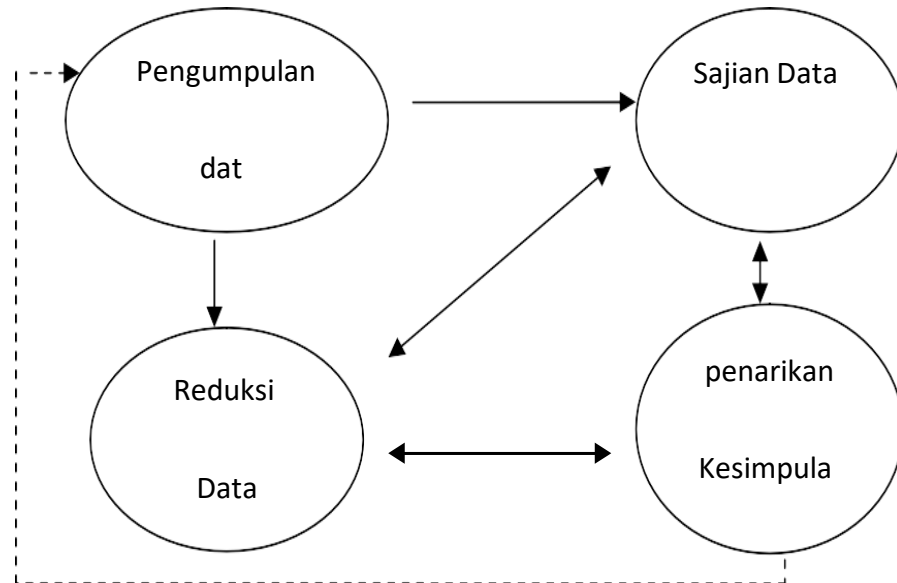 Pengumpulan
dat
Sajian Data
Reduksi
Data
penarikan
Kesimpula